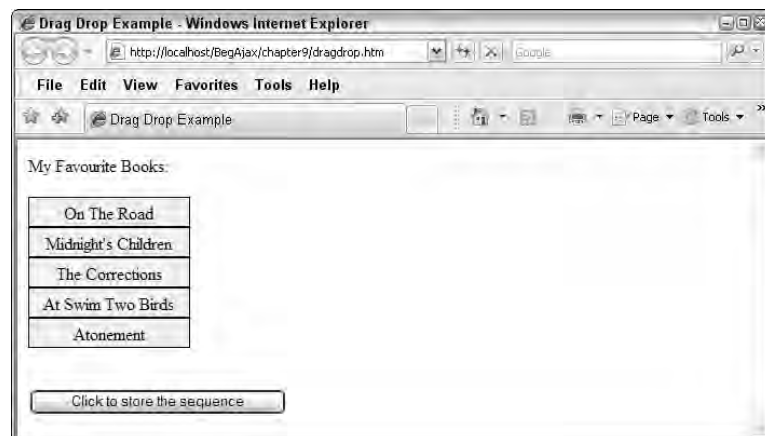 Drag Drop Example - Windows Internet Explorer
http://localhost/BegAjax/chapter9/dragdrop.htm
Google
File Edit View Favorites Tools Help
Drag Drop Example
Page Tools
My Favourite Books:
On The Road
Midnight's Children
The Corrections
At Swim Two Birds
Atonement
Click to store the sequence